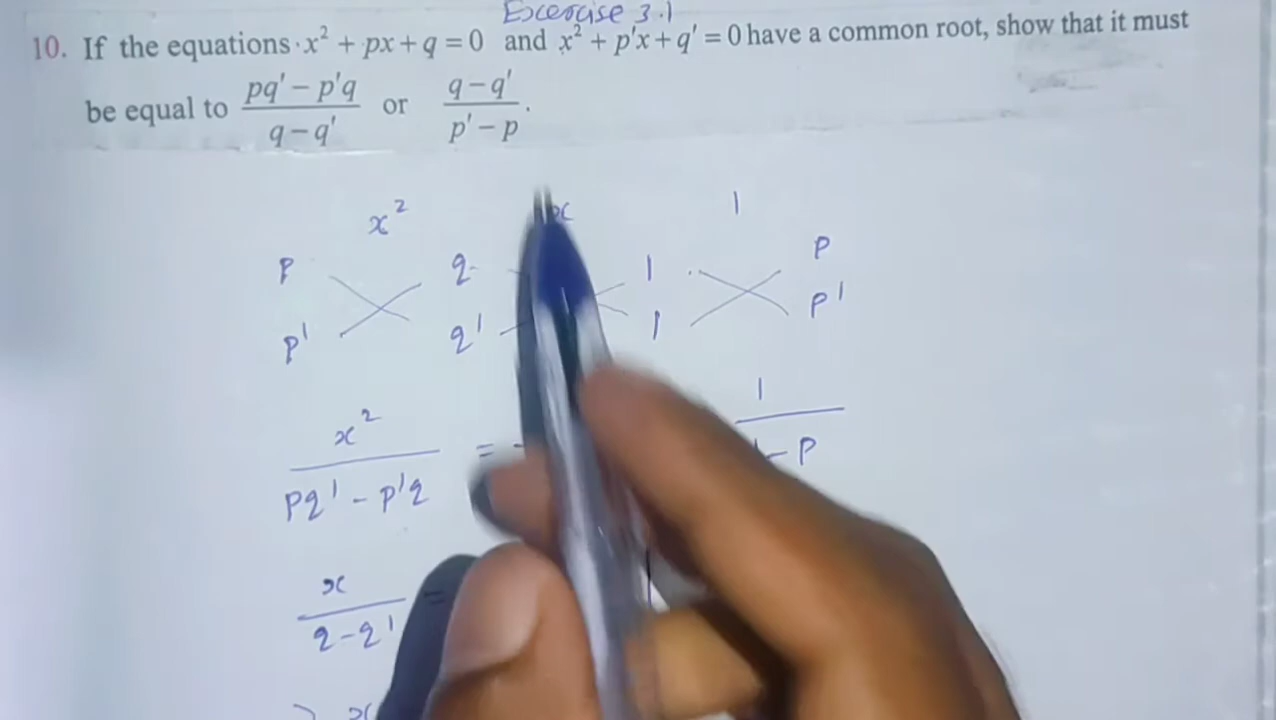 Excercise 3.1
10. If the equations x² + px + q = 0 and x² + p'x + q' = 0 have a common root, show that it must
be equal to (pq' - p'q)/(q - q') or (q - q')/(p' - p).
x² x 1
P q 1 P
P' q' 1 P'
x²/(Pq' - P'q) = 1/( - P)
x/(q - q') =
x